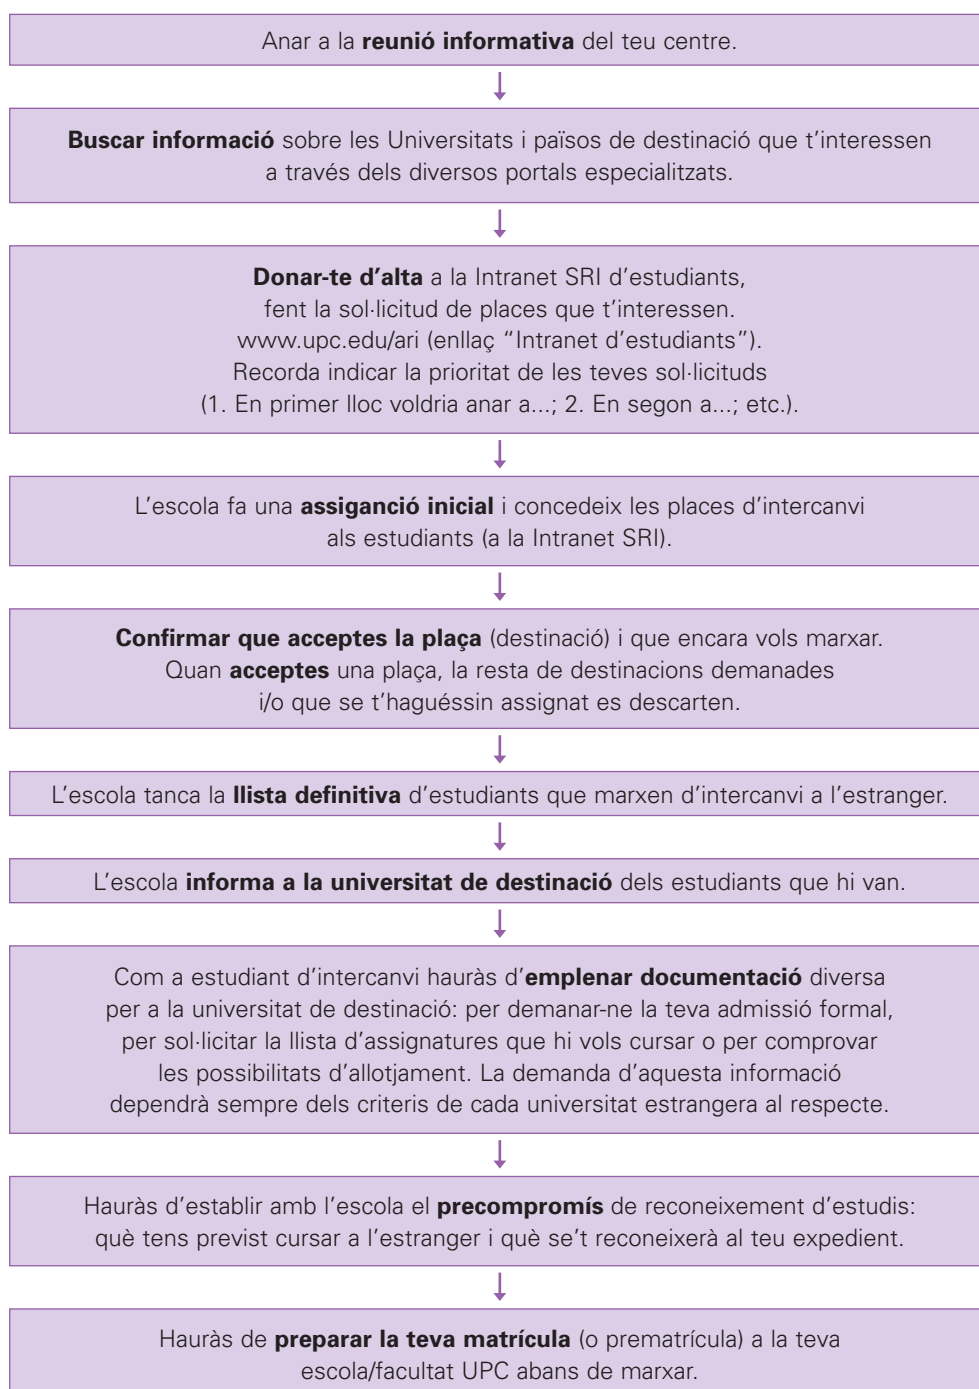 Anar a la reunió informativa del teu centre.
Buscar informació sobre les Universitats i països de destinació que t’interessen
a través dels diversos portals especialitzats.
Donar-te d’alta a la Intranet SRI d’estudiants,
fent la sol·licitud de places que t’interessen.
www.upc.edu/ari (enllaç “Intranet d’estudiants”).
Recorda indicar la prioritat de les teves sol·licituds
(1. En primer lloc voldria anar a...; 2. En segon a...; etc.).
L’escola fa una assigancó inicial i concedeix les places d’intercanvi
als estudiants (a la Intranet SRI).
Confirmar que acceptes la plaça (destinació) i que encara vols marxar.
Quan acceptes una plaça, la resta de destinacions demanades
i/o que se t’haguéssin assignat es descarten.
L’escola tanca la llista definitiva d’estudiants que marxen d’intercanvi a l’estranger.
L’escola informa a la universitat de destinació dels estudiants que hi van.
Com a estudiant d’intercanvi hauràs d’emplenar documentació diversa
per a la universitat de destinació: per demanar-ne la teva admissió formal,
per sol·licitar la llista d’assignatures que hi vols cursar o per comprovar
les possibilitats d’allotjament. La demanda d’aquesta informació
dependrà sempre dels criteris de cada universitat estrangera al respecte.
Hauràs d’establir amb l’escola el precompromís de reconeixement d’estudis:
què tens previst cursar a l’estranger i què se’t reconeixerà al teu expedient.
Hauràs de preparar la teva matrícula (o prematrícula) a la teva
escola/facultat UPC abans de marxar.